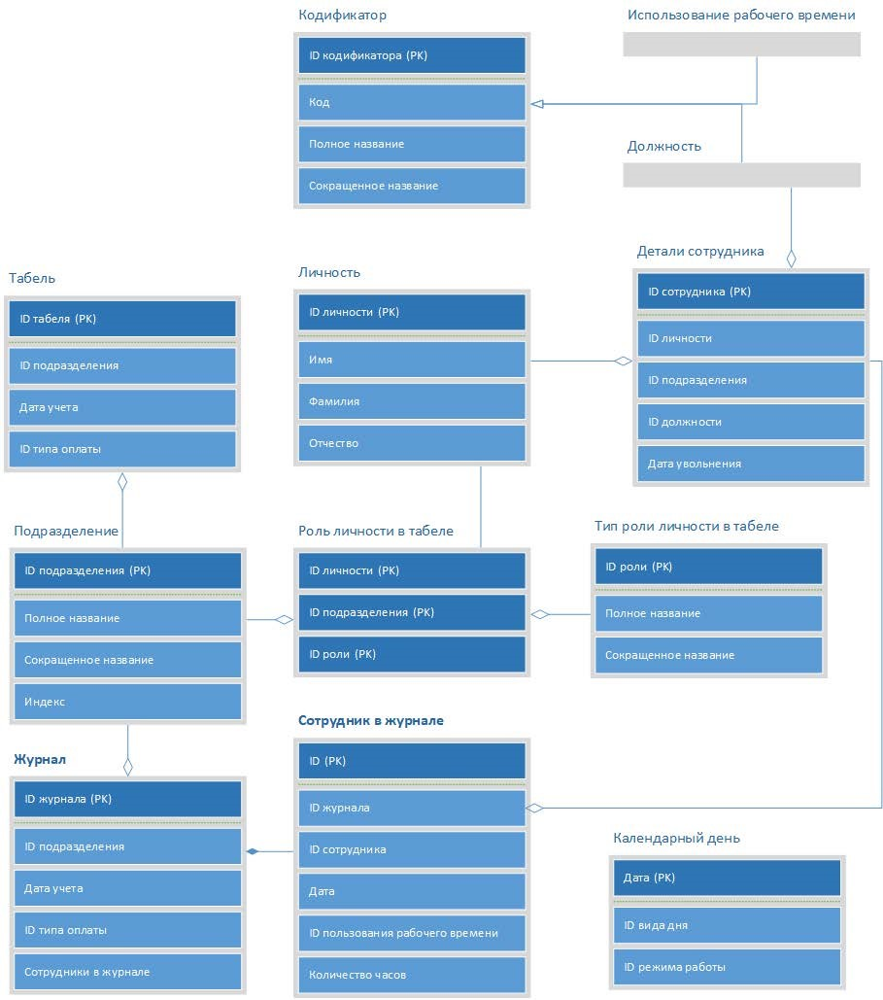 Кодификатор
ID кодификатора (PK)
Код
Полное название
Сокращенное название
Использование рабочего времени
Должность
Табель
ID табеля (PK)
ID подразделения
Дата учета
ID типа оплаты
Личность
ID личности (PK)
Имя
Фамилия
Отчество
Детали сотрудника
ID сотрудника (PK)
ID личности
ID подразделения
ID должности
Дата увольнения
Подразделение
ID подразделения (PK)
Полное название
Сокращенное название
Индекс
Роль личности в табеле
ID личности (PK)
ID подразделения (PK)
ID роли (PK)
Тип роли личности в табеле
ID роли (PK)
Полное название
Сокращенное название
Журнал
ID журнала (PK)
ID подразделения
Дата учета
ID типа оплаты
Сотрудники в журнале
Сотрудник в журнале
ID (PK)
ID журнала
ID сотрудника
Дата
ID пользования рабочего времени
Количество часов
Календарный день
Дата (PK)
ID вида дня
ID режима работы